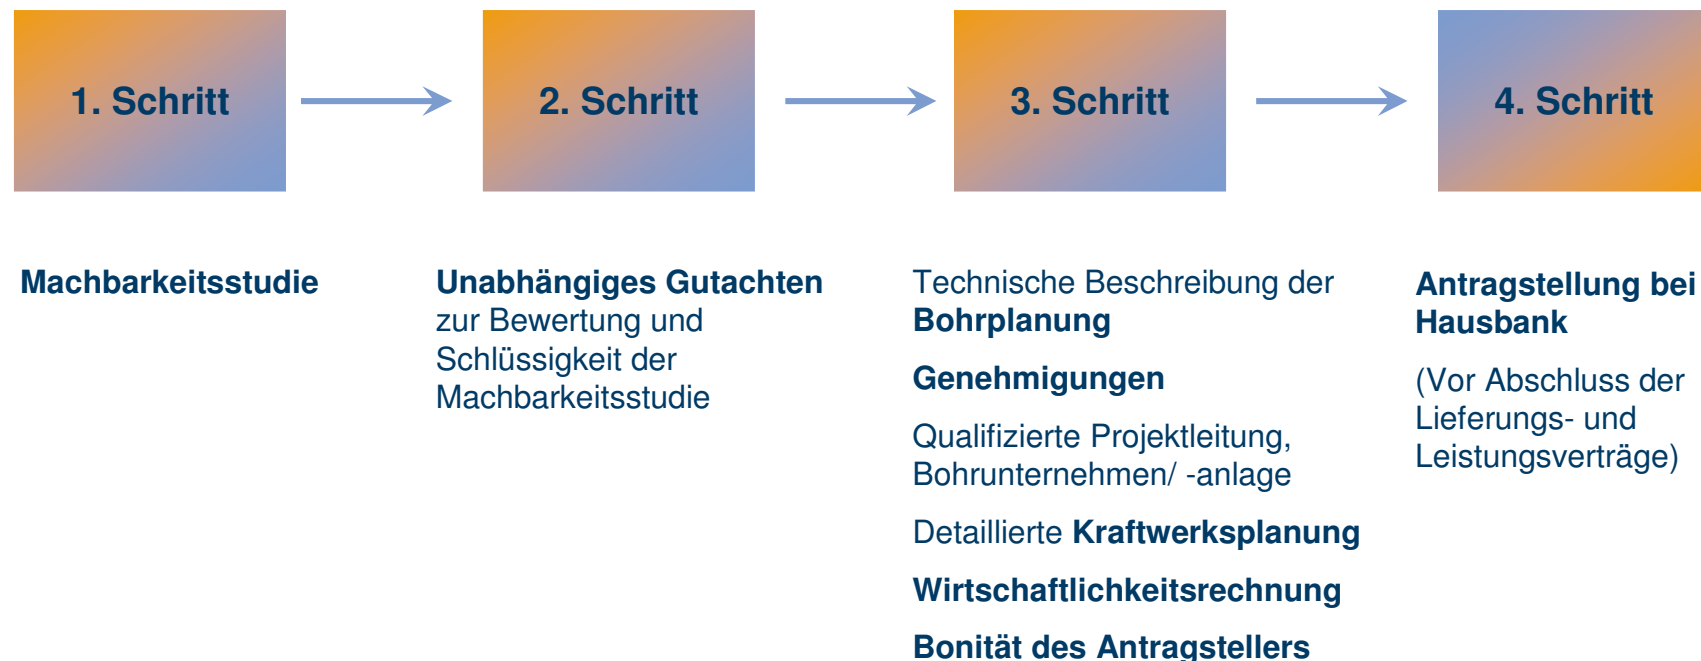 1. Schritt
2. Schritt
3. Schritt
4. Schritt
Machbarkeitsstudie
Unabhängiges Gutachten
zur Bewertung und
Schlüssigkeit der
Machbarkeitsstudie
Technische Beschreibung der
Bohrplanung
Genehmigungen
Qualifizierte Projektleitung,
Bohrunternehmen/ -anlage
Detaillierte Kraftwerksplanung
Wirtschaftlichkeitsrechnung
Bonität des Antragstellers
Antragstellung bei
Hausbank
(Vor Abschluss der
Lieferungs- und
Leistungsverträge)